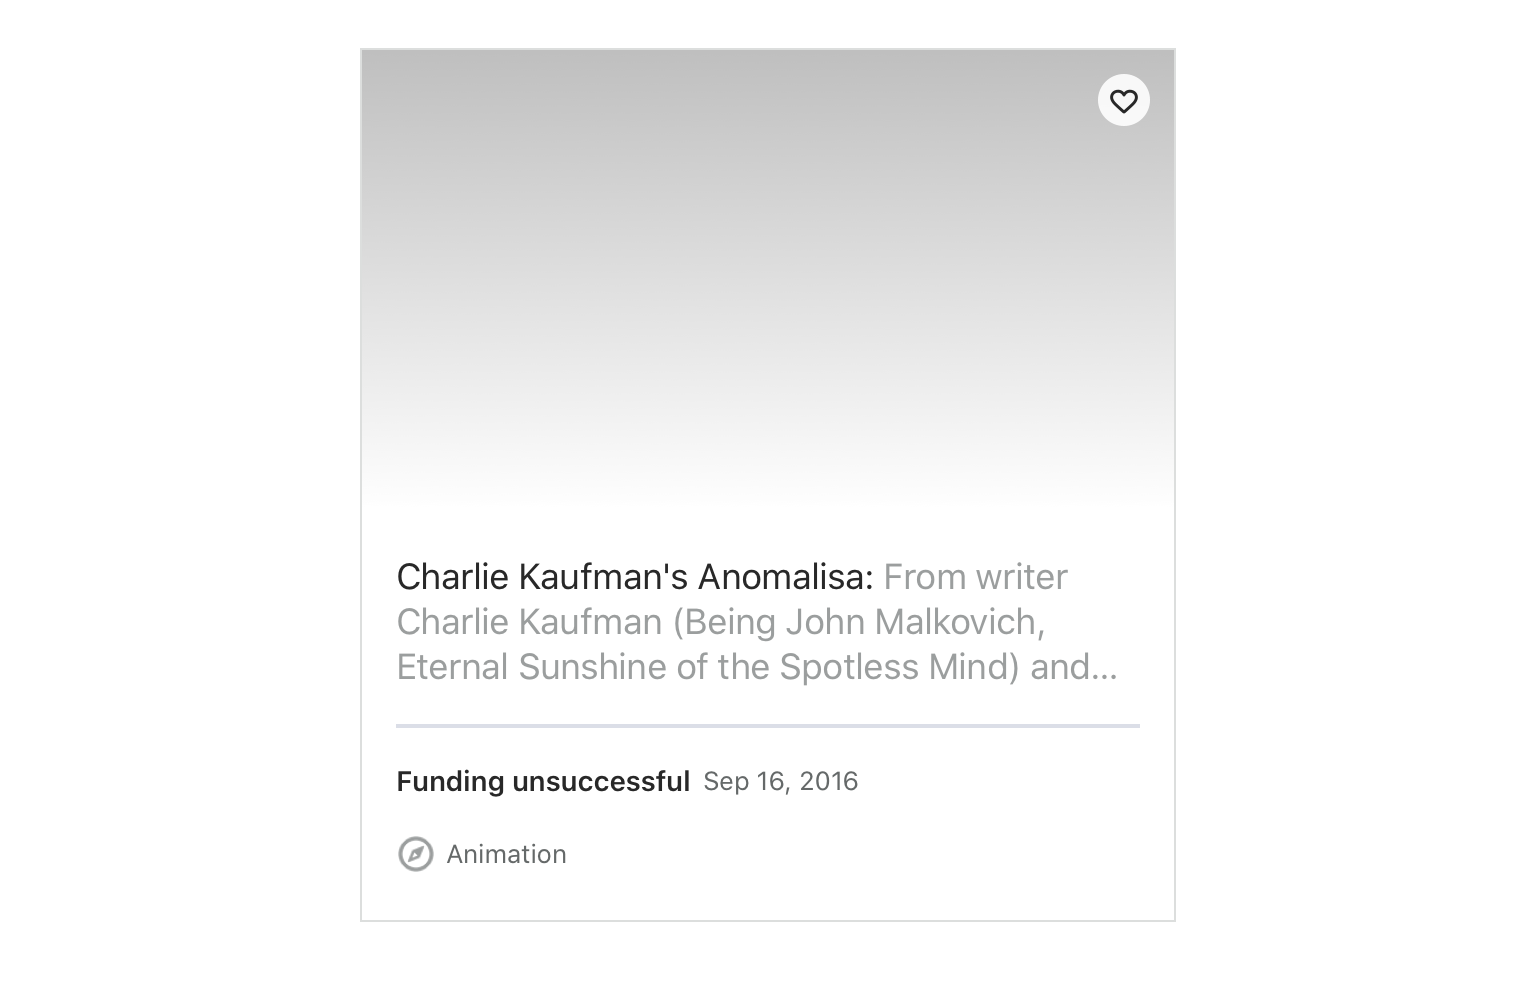 Charlie Kaufman's Anomalisa: From writer
Charlie Kaufman (Being John Malkovich,
Eternal Sunshine of the Spotless Mind) and...
Funding unsuccessful Sep 16, 2016
Animation